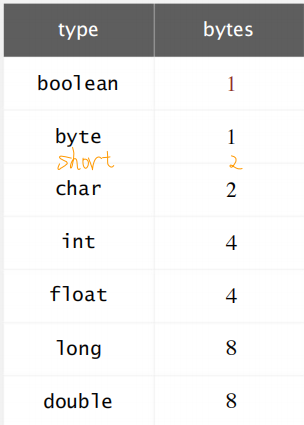 type bytes
boolean 1
byte 1
short 2
char 2
int 4
float 4
long 8
double 8